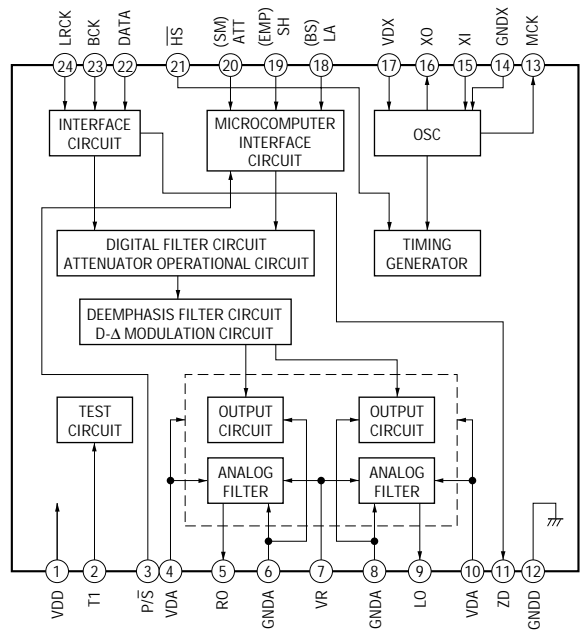 LRCK
BCK
DATA
HS
(SM)
ATT
(EMP)
SH
(BS)
LA
VDX
XO
XI
GNDX
MCK
24
23
22
21
20
19
18
17
16
15
14
13
INTERFACE
CIRCUIT
MICROCOMPUTER
INTERFACE
CIRCUIT
OSC
DIGITAL FILTER CIRCUIT
ATTENUATOR OPERATIONAL CIRCUIT
TIMING
GENERATOR
DEEMPHASIS FILTER CIRCUIT
D-Δ MODULATION CIRCUIT
TEST
CIRCUIT
OUTPUT
CIRCUIT
OUTPUT
CIRCUIT
ANALOG
FILTER
ANALOG
FILTER
1
2
3
4
5
6
7
8
9
10
11
12
VDD
T1
P/S̅
VDA
RO
GNDA
VR
GNDA
LO
VDA
ZD
GNDD